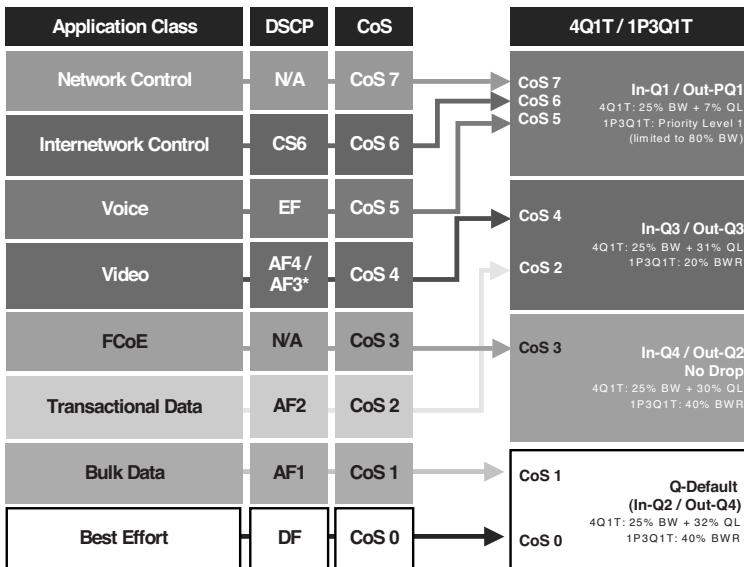 Application Class DSCP CoS 4Q1T / 1P3Q1T
Network Control N/A CoS 7
Internetwork Control CS6 CoS 6
Voice EF CoS 5
Video AF4 / AF3* CoS 4
FCoE N/A CoS 3
Transactional Data AF2 CoS 2
Bulk Data AF1 CoS 1
Best Effort DF CoS 0
CoS 7
CoS 6
CoS 5
In-Q1 / Out-PQ1
4Q1T: 25% BW + 7% QL
1P3Q1T: Priority Level 1
(limited to 80% BW)
CoS 4
CoS 2
In-Q3 / Out-Q3
4Q1T: 25% BW + 31% QL
1P3Q1T: 20% BWR
CoS 3
In-Q4 / Out-Q2
No Drop
4Q1T: 25% BW + 30% QL
1P3Q1T: 40% BWR
CoS 1
CoS 0
Q-Default
(In-Q2 / Out-Q4)
4Q1T: 25% BW + 32% QL
1P3Q1T: 40% BWR